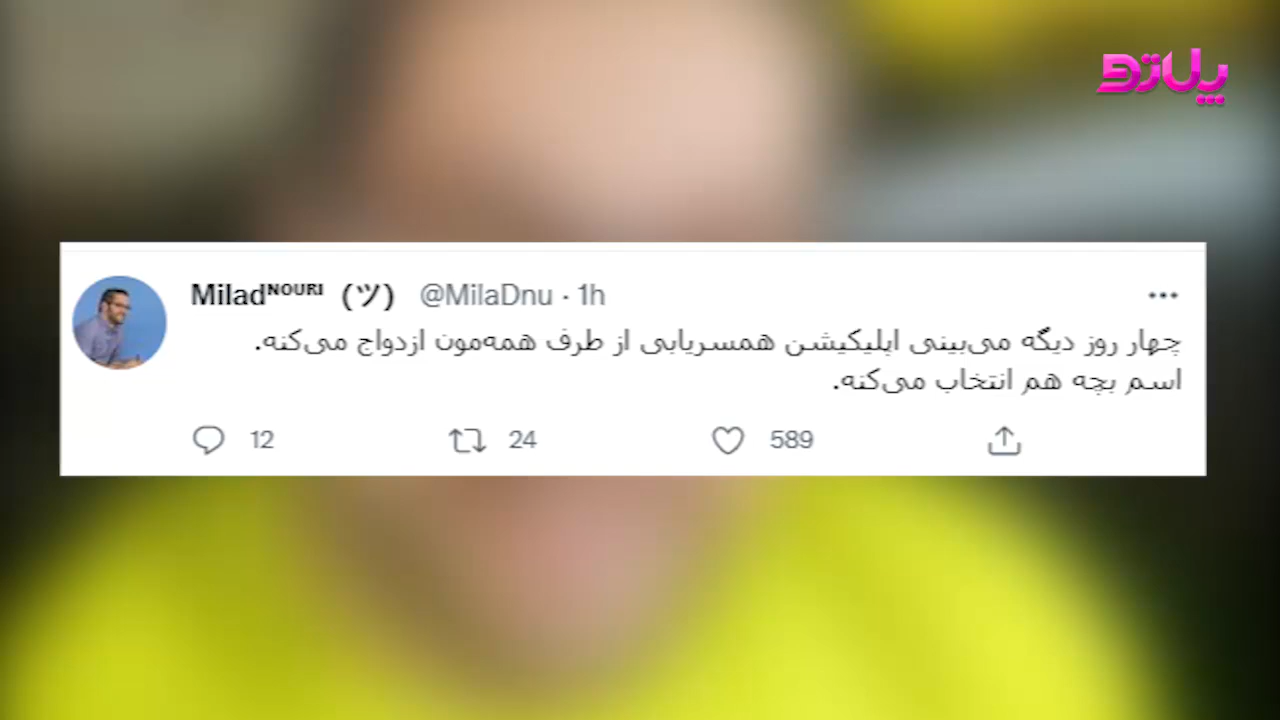 پلاتو
Milad ᴺᴼᵁᴿᴵ (ツ) @MilaDnu · 1h
چهار روز دیگه می‌بینی اپلیکیشن همسریابی از طرف همه‌مون ازدواج می‌کنه.
اسم بچه هم انتخاب می‌کنه.
12 24 589